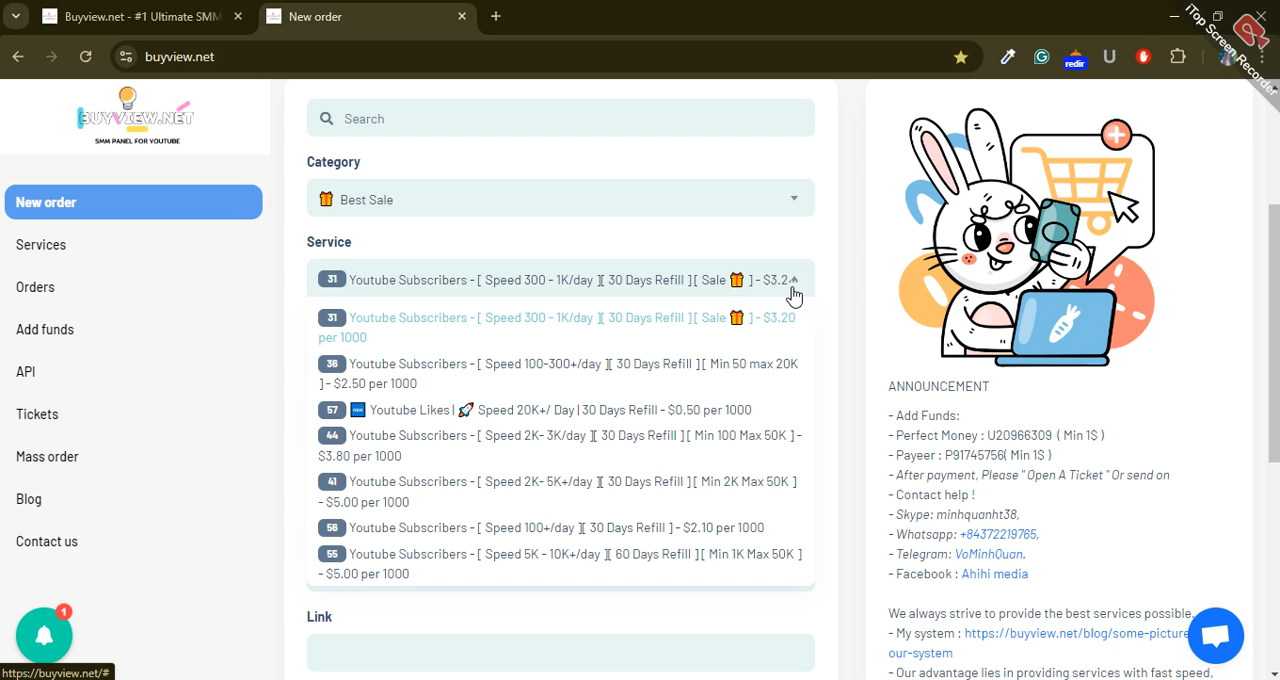 Buyview.net - #1 Ultimate SMM
New order
iTop Screen Recorder
buyview.net
redir
BUYVIEW.NET
SMM PANEL FOR YOUTUBE
New order
Services
Orders
Add funds
API
Tickets
Mass order
Blog
Contact us
1
https://buyview.net/#
Search
Category
Best Sale
Service
31 Youtube Subscribers - [ Speed 300 - 1K/day ][ 30 Days Refill ][ Sale 🎁 ] - $3.2
31 Youtube Subscribers - [ Speed 300 - 1K/day ][ 30 Days Refill ][ Sale 🎁 ] - $3.20
per 1000
36 Youtube Subscribers - [ Speed 100-300+/day ][ 30 Days Refill ][ Min 50 max 20K
] - $2.50 per 1000
57 NEW Youtube Likes | 🚀 Speed 20K+/ Day | 30 Days Refill - $0.50 per 1000
44 Youtube Subscribers - [ Speed 2K- 3K/day ][ 30 Days Refill ][ Min 100 Max 50K ] -
$3.80 per 1000
41 Youtube Subscribers - [ Speed 2K- 5K+/day ][ 30 Days Refill ][ Min 2K Max 50K ]
- $5.00 per 1000
56 Youtube Subscribers - [ Speed 100+/day ][ 30 Days Refill ] - $2.10 per 1000
55 Youtube Subscribers - [ Speed 5K - 10K+/day ][ 60 Days Refill ][ Min 1K Max 50K ]
- $5.00 per 1000
Link
ANNOUNCEMENT
- Add Funds:
- Perfect Money : U20966309 ( Min 1$ )
- Payeer : P91745756( Min 1$ )
- After payment, Please " Open A Ticket " Or send on
- Contact help !
- Skype: minhquanht38,
- Whatsapp: +84372219765,
- Telegram: VoMinhQuan.
- Facebook : Ahihi media
We always strive to provide the best services possible.
- My system : https://buyview.net/blog/some-picture
our-system
- Our advantage lies in providing services with fast speed,